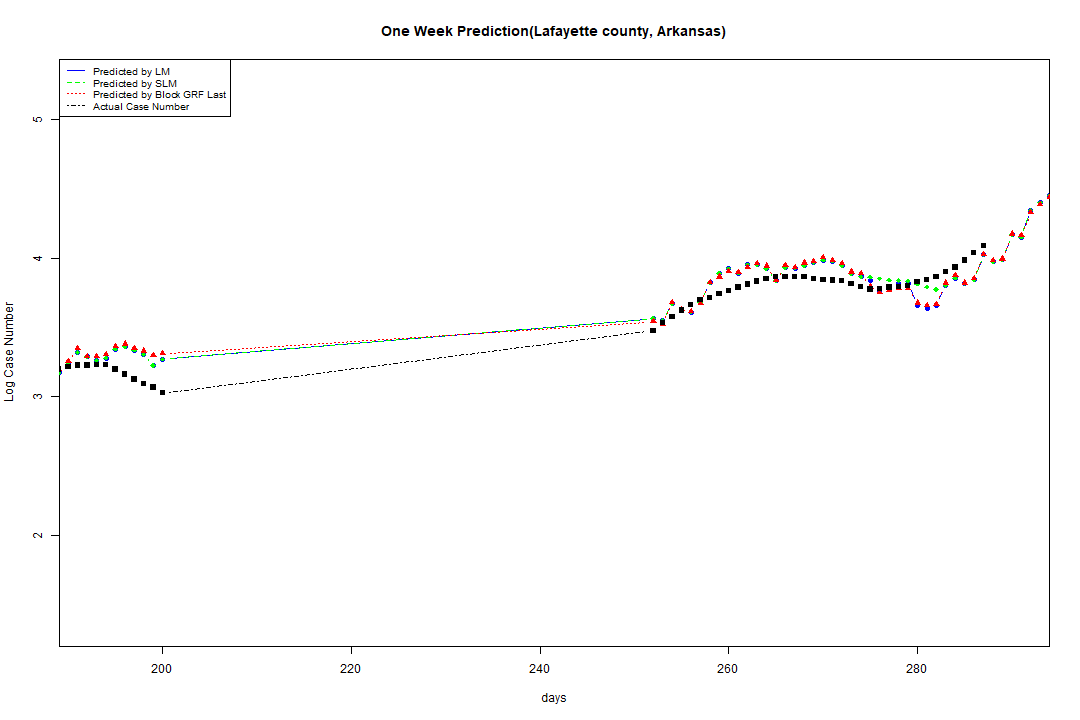 One Week Prediction(Lafayette county, Arkansas)
Predicted by LM
Predicted by SLM
Predicted by Block GRF Last
Actual Case Number
5
4
3
2
Log Case Number
200 220 240 260 280
days